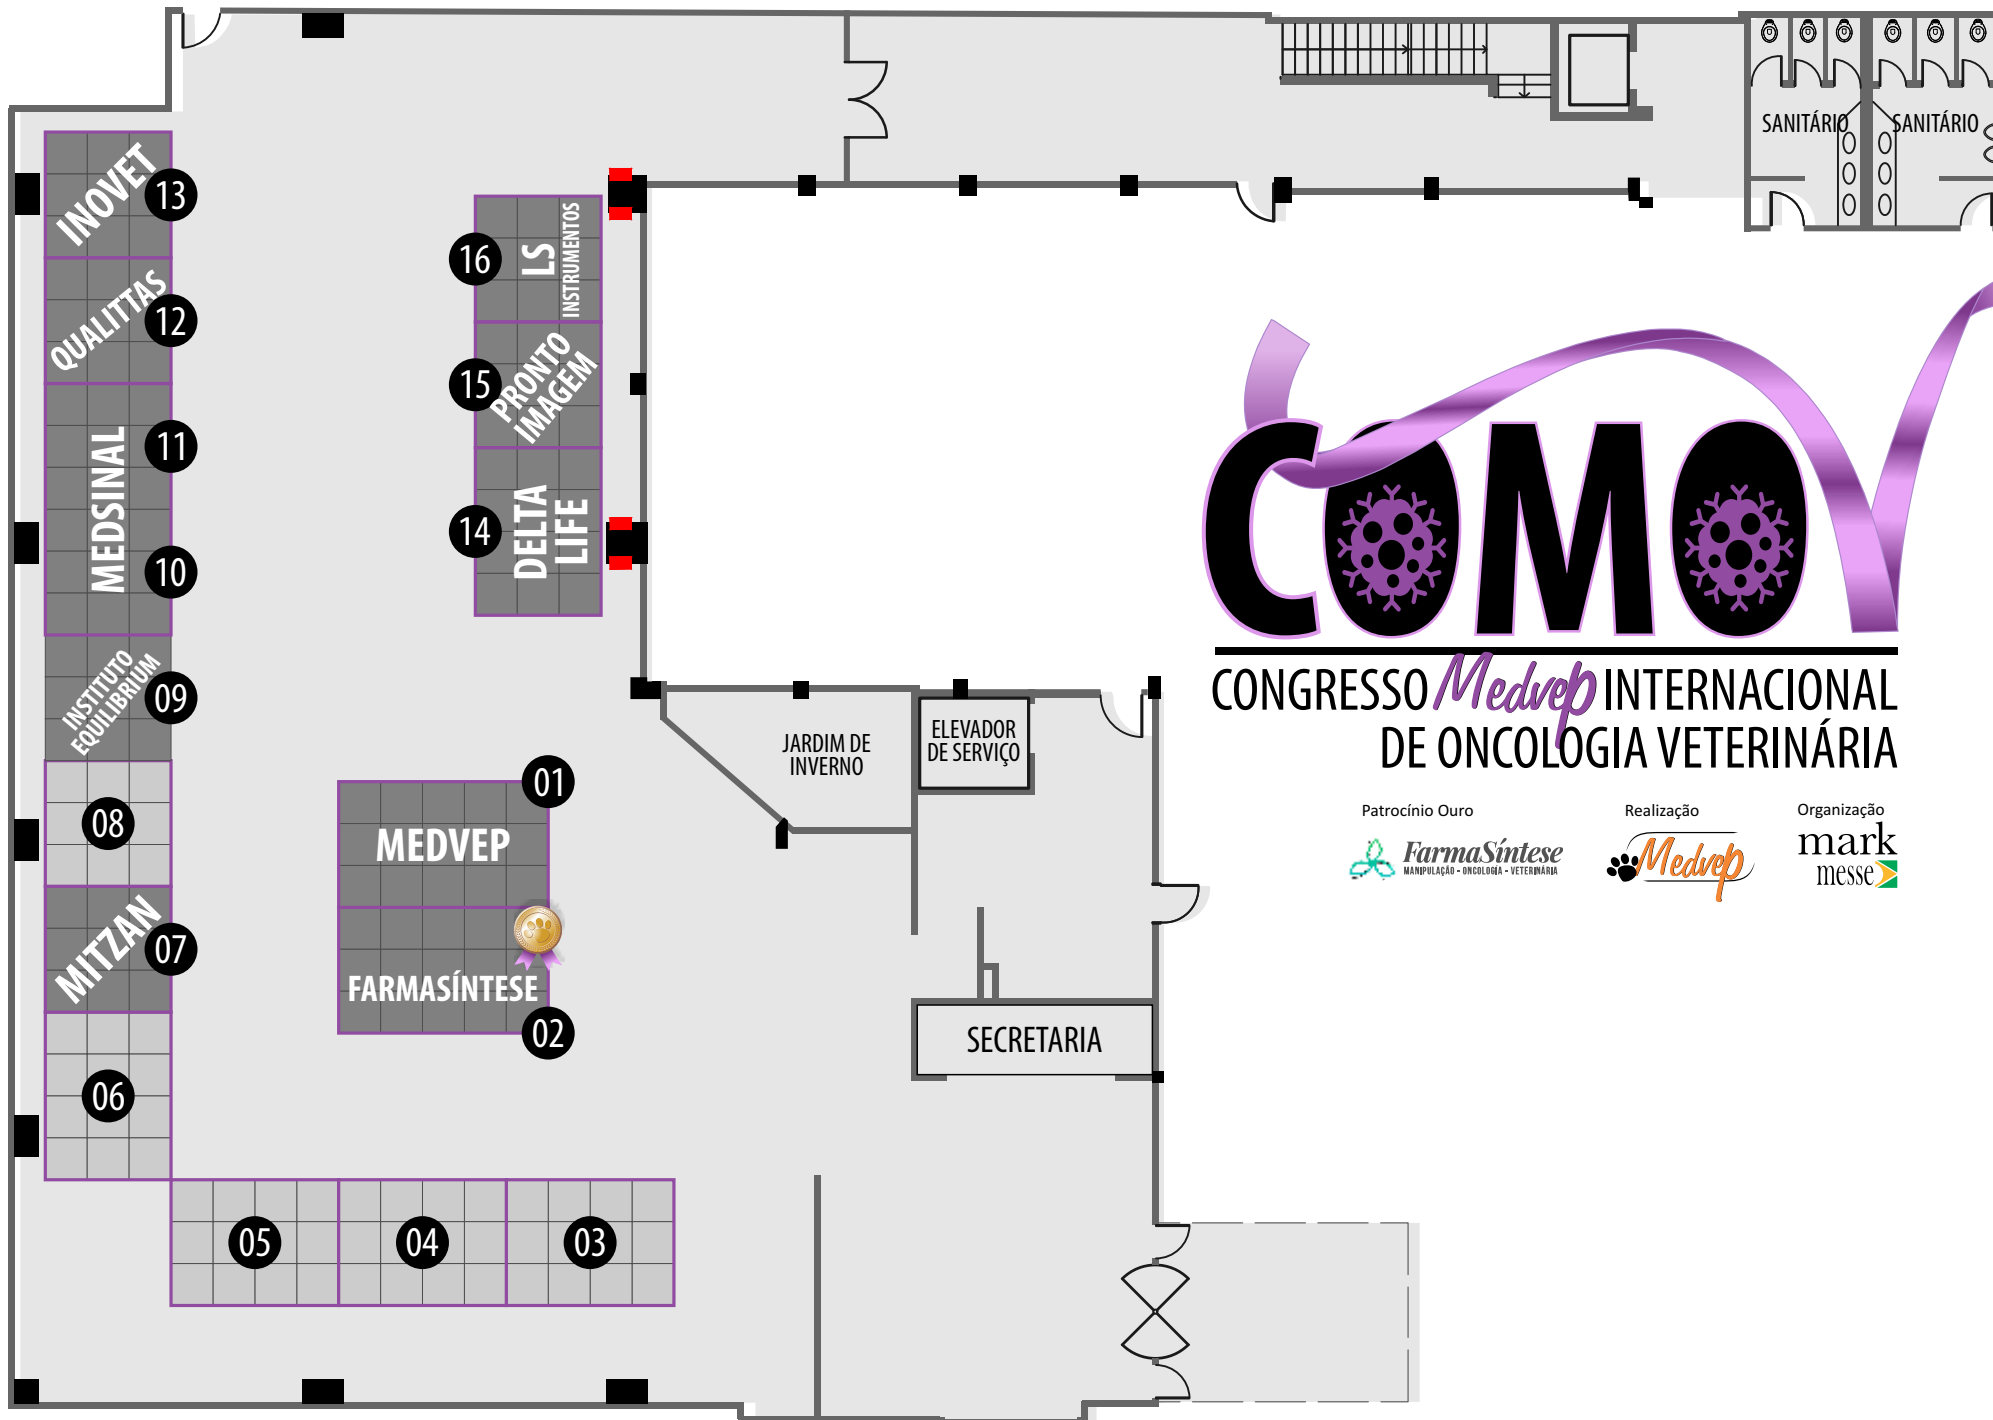 SANITÁRIO
SANITÁRIO
INOVET
13
QUALITTAS
12
11
MEDSINAL
10
INSTITUTO
EQUILIBRIUM
09
08
MITZAN
07
06
05
04
03
16
LS
INSTRUMENTOS
15
PRONTO
IMAGEM
14
DELTA
LIFE
01
MEDVEP
FARMASÍNTESE
02
JARDIM DE
INVERNO
ELEVADOR
DE SERVIÇO
SECRETARIA
COMOV
CONGRESSO Medvep INTERNACIONAL
DE ONCOLOGIA VETERINÁRIA
Patrocínio Ouro
FarmaSíntese
MANIPULAÇÃO - ONCOLOGIA - VETERINÁRIA
Realização
Medvep
Organização
mark
messe